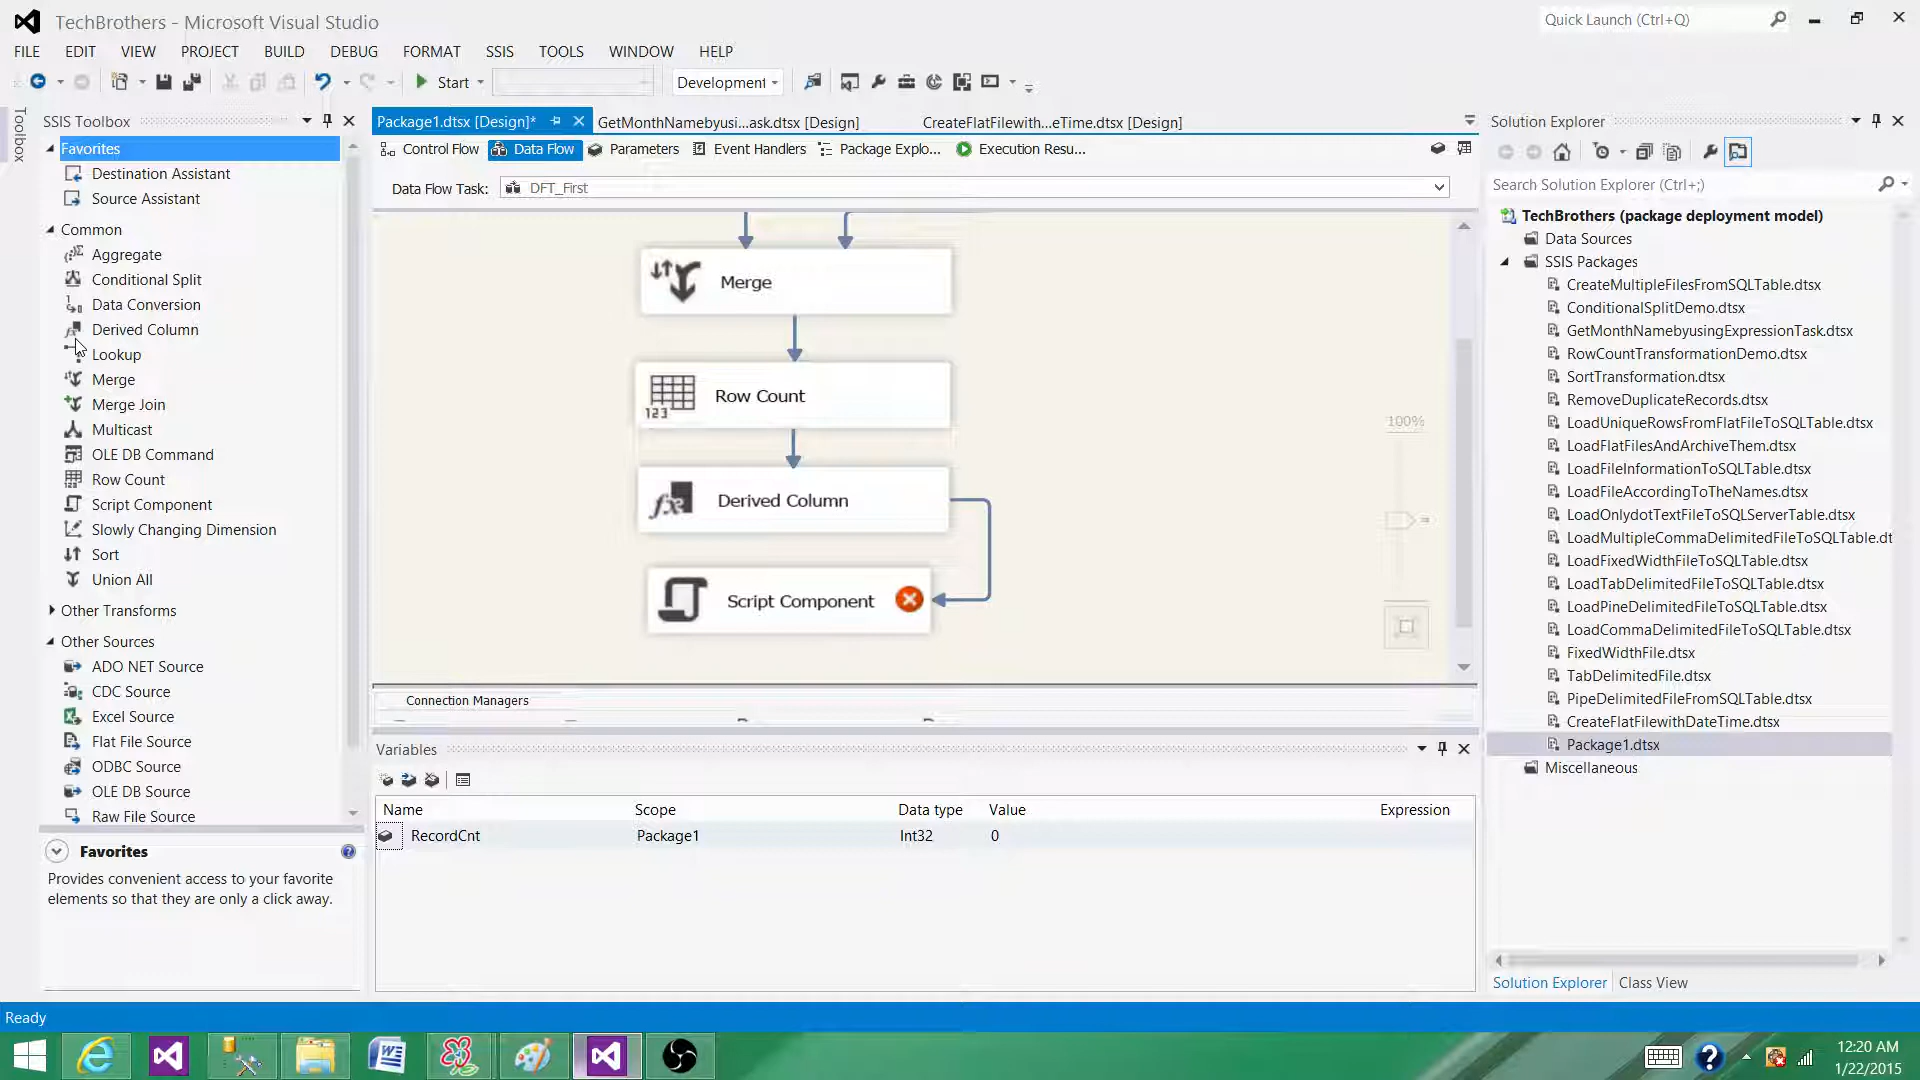 TechBrothers - Microsoft Visual Studio
Quick Launch (Ctrl+Q)
FILE EDIT VIEW PROJECT BUILD DEBUG FORMAT SSIS TOOLS WINDOW HELP
Start
Development
Toolbox
SSIS Toolbox
Favorites
Destination Assistant
Source Assistant
Common
Aggregate
Conditional Split
Data Conversion
Derived Column
Lookup
Merge
Merge Join
Multicast
OLE DB Command
Row Count
Script Component
Slowly Changing Dimension
Sort
Union All
Other Transforms
Other Sources
ADO NET Source
CDC Source
Excel Source
Flat File Source
ODBC Source
OLE DB Source
Raw File Source
Favorites
Provides convenient access to your favorite
elements so that they are only a click away.
Package1.dtsx [Design]*
GetMonthNamebyusi...ask.dtsx [Design]
CreateFlatFilewith...eTime.dtsx [Design]
Control Flow
Data Flow
Parameters
Event Handlers
Package Explo...
Execution Resu...
Data Flow Task:
DFT_First
Merge
Row Count
123
Derived Column
Script Component
100%
Connection Managers
Variables
Name Scope Data type Value Expression
RecordCnt Package1 Int32 0
Solution Explorer
Search Solution Explorer (Ctrl+;)
TechBrothers (package deployment model)
Data Sources
SSIS Packages
CreateMultipleFilesFromSQLTable.dtsx
ConditionalSplitDemo.dtsx
GetMonthNamebyusingExpressionTask.dtsx
RowCountTransformationDemo.dtsx
SortTransformation.dtsx
RemoveDuplicateRecords.dtsx
LoadUniqueRowsFromFlatFileToSQLTable.dtsx
LoadFlatFilesAndArchiveThem.dtsx
LoadFileInformationToSQLTable.dtsx
LoadFileAccordingToTheNames.dtsx
LoadOnlydotTextFileToSQLServerTable.dtsx
LoadMultipleCommaDelimitedFileToSQLTable.dt
LoadFixedWidthFileToSQLTable.dtsx
LoadTabDelimitedFileToSQLTable.dtsx
LoadPineDelimitedFileToSQLTable.dtsx
LoadCommaDelimitedFileToSQLTable.dtsx
FixedWidthFile.dtsx
TabDelimitedFile.dtsx
PipeDelimitedFileFromSQLTable.dtsx
CreateFlatFilewithDateTime.dtsx
Package1.dtsx
Miscellaneous
Solution Explorer
Class View
Ready
12:20 AM
1/22/2015